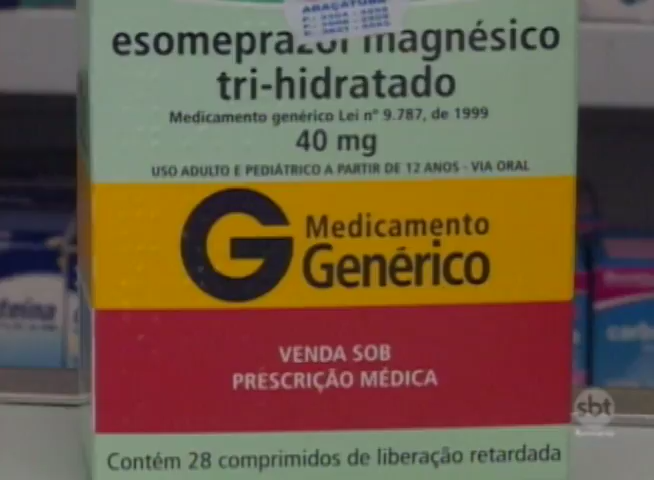 ARAÇATUBA
esomeprazol magnésico
tri-hidratado
Medicamento genérico Lei nº 9.787, de 1999
40 mg
USO ADULTO E PEDIÁTRICO A PARTIR DE 12 ANOS - VIA ORAL
G Medicamento
Genérico
VENDA SOB
PRESCRIÇÃO MÉDICA
sbt
Contém 28 comprimidos de liberação retardada